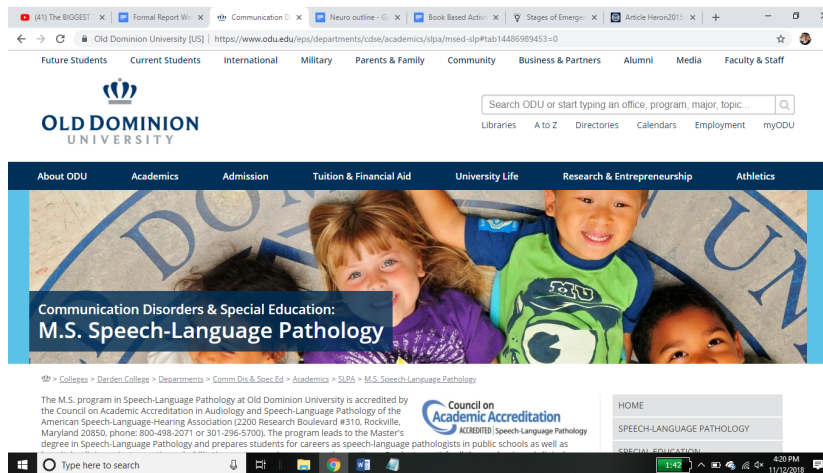 (41) The BIGGEST
Formal Report Wo
Communication D
Neuro outline - G
Book Based Activi
Stages of Emerge
Article Heron2015
Old Dominion University [US] | https://www.odu.edu/eps/departments/cdse/academics/slpa/msed-slp#tab14486989453=0
Future Students Current Students International Military Parents & Family Community Business & Partners Alumni Media Faculty & Staff
OLD DOMINION
UNIVERSITY
Search ODU or start typing an office, program, major, topic...
Libraries A to Z Directories Calendars Employment myODU
About ODU Academics Admission Tuition & Financial Aid University Life Research & Entrepreneurship Athletics
Communication Disorders & Special Education:
M.S. Speech-Language Pathology
> Colleges > Darden College > Departments > Comm Dis & Spec Ed > Academics > SLPA > M.S. Speech-Language Pathology
The M.S. program in Speech-Language Pathology at Old Dominion University is accredited by
the Council on Academic Accreditation in Audiology and Speech-Language Pathology of the
American Speech-Language-Hearing Association (2200 Research Boulevard #310, Rockville,
Maryland 20850, phone: 800-498-2071 or 301-296-5700). The program leads to the Master's
degree in Speech-Language Pathology and prepares students for careers as speech-language pathologists in public schools as well as
Council on
Academic Accreditation
ACCREDITED | Speech-Language Pathology
HOME
SPEECH-LANGUAGE PATHOLOGY
SPECIAL EDUCATION
Type here to search
1:42
4:20 PM
11/12/2018